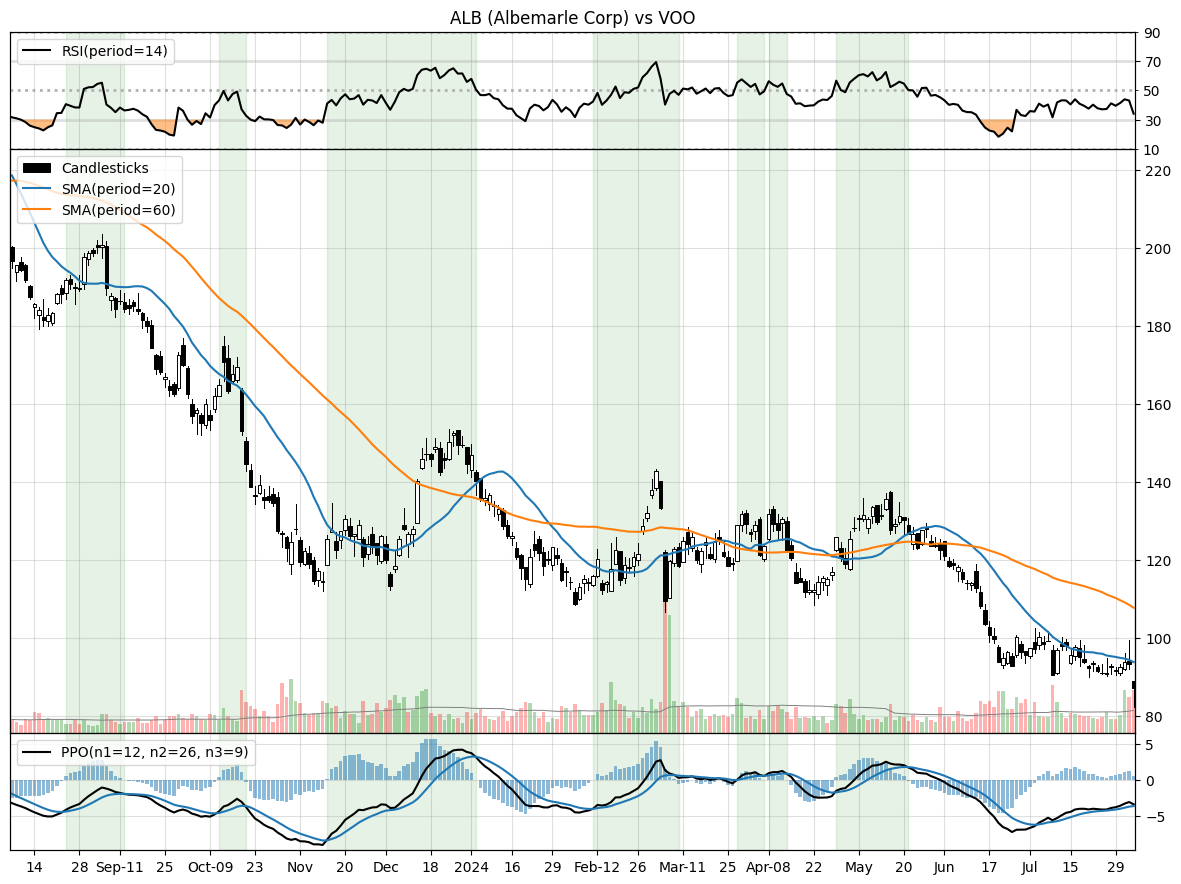 ALB (Albemarle Corp) vs VOO
RSI(period=14)
90
70
50
30
10
Candlesticks
SMA(period=20)
SMA(period=60)
220
200
180
160
140
120
100
80
PPO(n1=12, n2=26, n3=9)
5
0
−5
14 28 Sep-11 25 Oct-09 23 Nov 20 Dec 18 2024 16 29 Feb-12 26 Mar-11 25 Apr-08 22 May 20 Jun 17 Jul 15 29